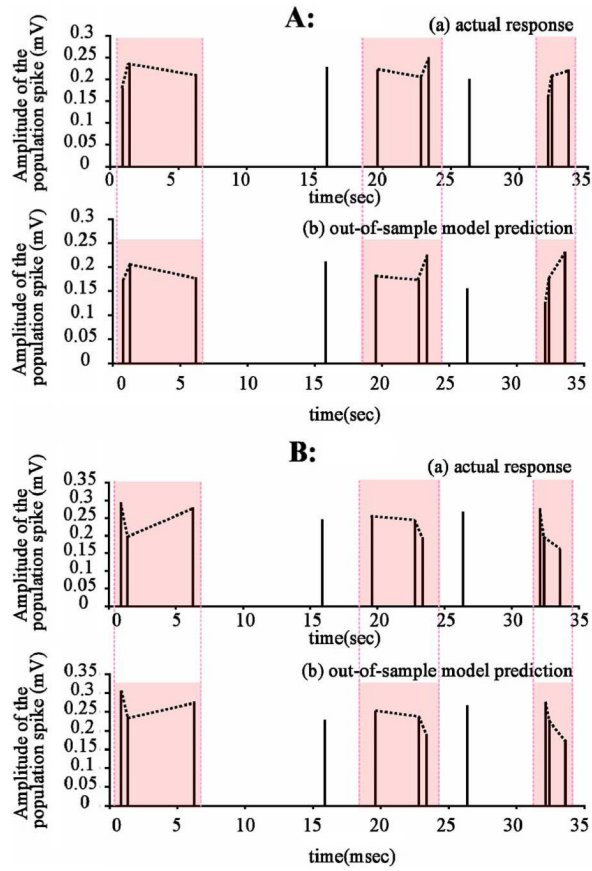 A:
(a) actual response
Amplitude of the
population spike (mV)
0.3
0.25
0.2
0.15
0.1
0.05
0
0 5 10 15 20 25 30 35
time(sec)
(b) out-of-sample model prediction
Amplitude of the
population spike (mV)
0.3
0.25
0.2
0.15
0.1
0.05
0
0 5 10 15 20 25 30 35
time(sec)
B:
(a) actual response
Amplitude of the
population spike (mV)
0.35
0.3
0.25
0.2
0.15
0.1
0.05
0
0 5 10 15 20 25 30 35
time(sec)
(b) out-of-sample model prediction
Amplitude of the
population spike (mV)
0.35
0.3
0.25
0.2
0.15
0.1
0.05
0
0 5 10 15 20 25 30 35
time(msec)